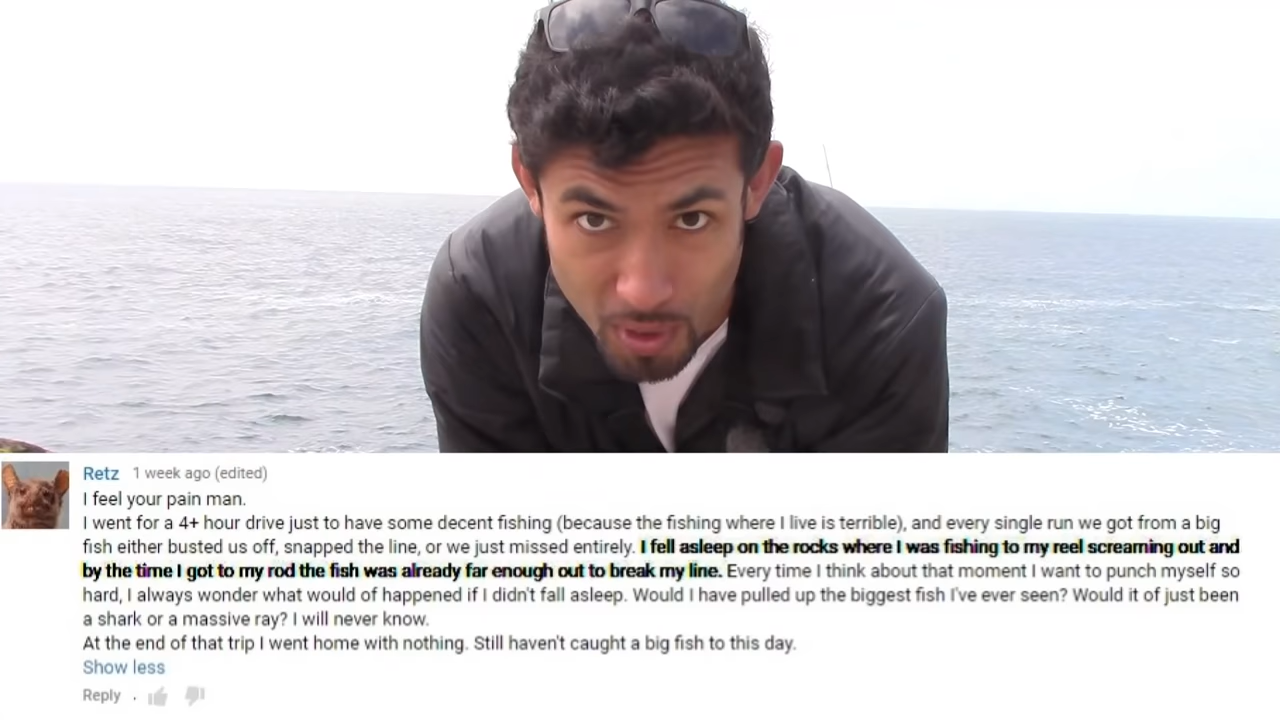 Retz 1 week ago (edited)
I feel your pain man.
I went for a 4+ hour drive just to have some decent fishing (because the fishing where I live is terrible), and every single run we got from a big
fish either busted us off, snapped the line, or we just missed entirely. I fell asleep on the rocks where I was fishing to my reel screaming out and
by the time I got to my rod the fish was already far enough out to break my line. Every time I think about that moment I want to punch myself so
hard, I always wonder what would of happened if I didn't fall asleep. Would I have pulled up the biggest fish I've ever seen? Would it of just been
a shark or a massive ray? I will never know.
At the end of that trip I went home with nothing. Still haven't caught a big fish to this day.
Show less
Reply .